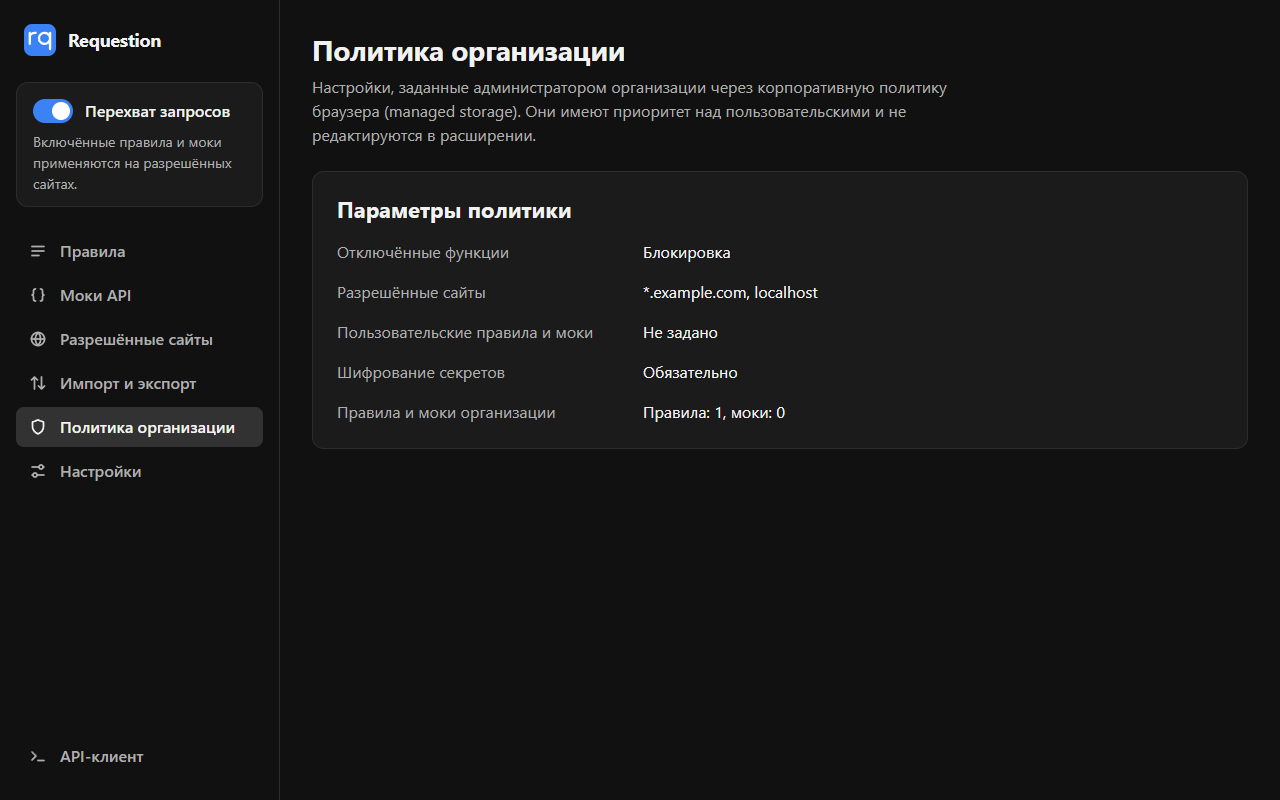 rq Requestion
Перехват запросов
Включённые правила и моки
применяются на разрешённых
сайтах.
Правила
Моки API
Разрешённые сайты
Импорт и экспорт
Политика организации
Настройки
API-клиент
Политика организации
Настройки, заданные администратором организации через корпоративную политику
браузера (managed storage). Они имеют приоритет над пользовательскими и не
редактируются в расширении.
Параметры политики
Отключённые функции Блокировка
Разрешённые сайты *.example.com, localhost
Пользовательские правила и моки Не задано
Шифрование секретов Обязательно
Правила и моки организации Правила: 1, моки: 0